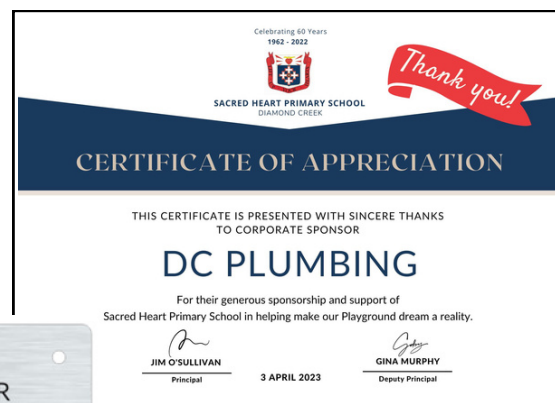 Celebrating 60 Years
1962 - 2022
Thank you!
SACRED HEART PRIMARY SCHOOL
DIAMOND CREEK
CERTIFICATE OF APPRECIATION
THIS CERTIFICATE IS PRESENTED WITH SINCERE THANKS
TO CORPORATE SPONSOR
DC PLUMBING
For their generous sponsorship and support of
Sacred Heart Primary School in helping make our Playground dream a reality.
JIM O'SULLIVAN
Principal
3 APRIL 2023
GINA MURPHY
Deputy Principal
R